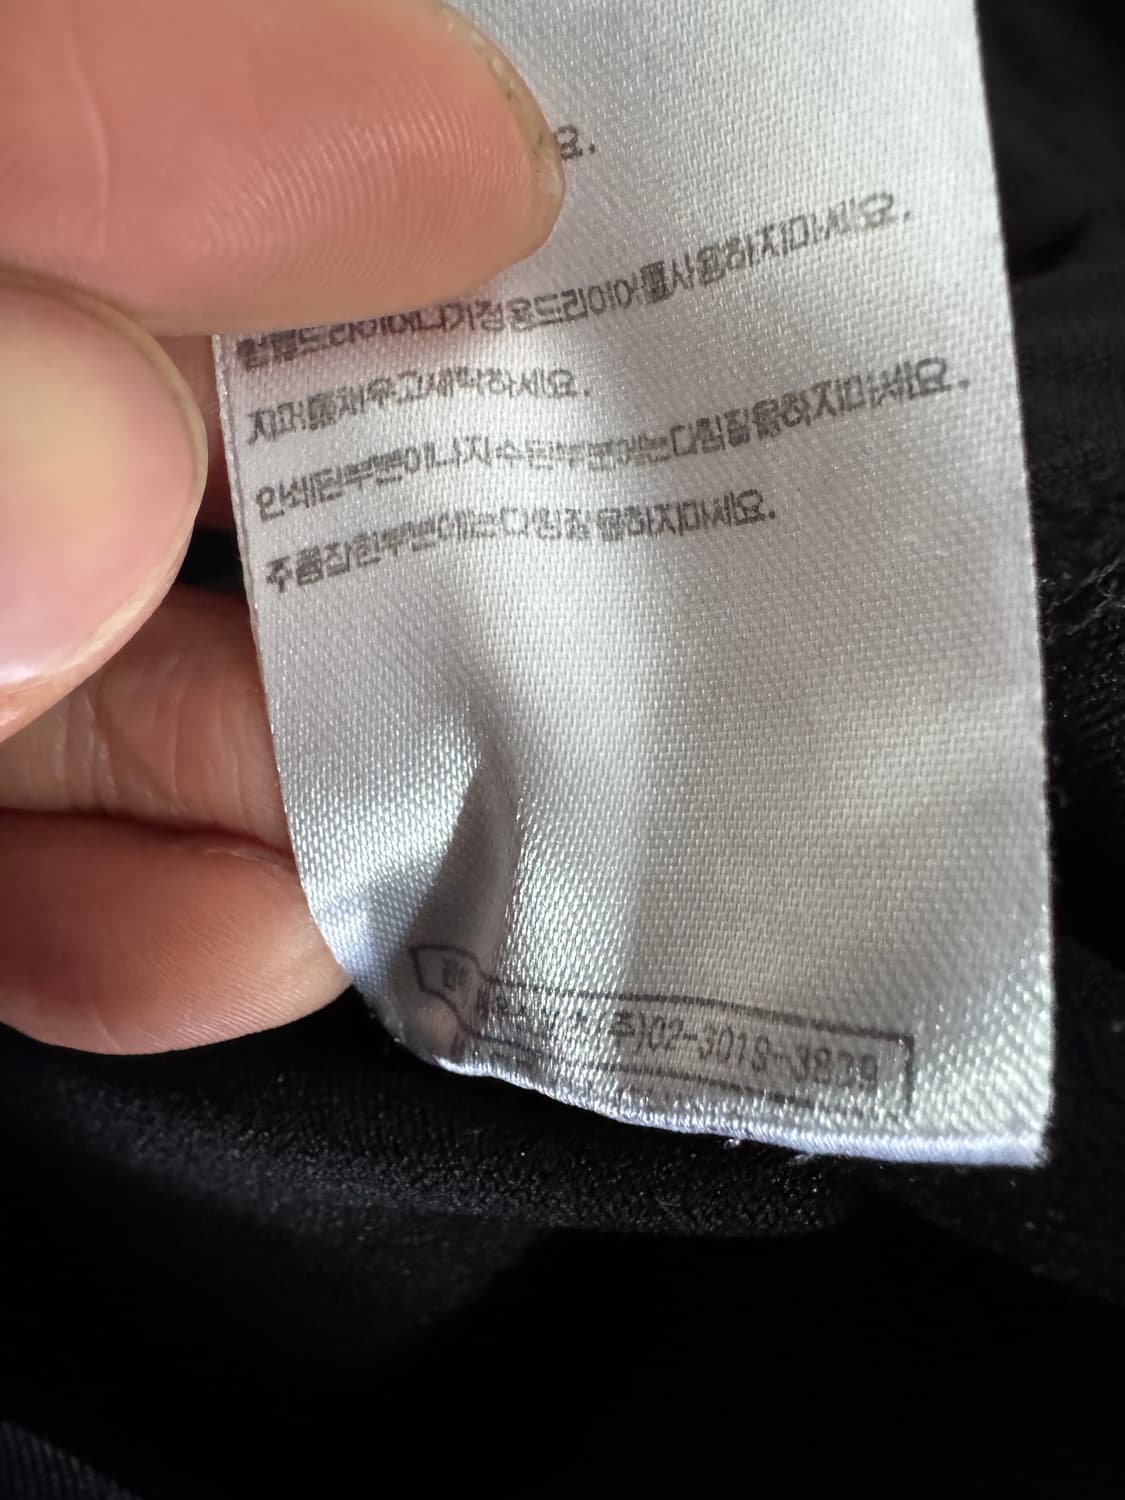 요.
텀블드라이어나가정용드라이어를사용하지마세요.
지퍼를채우고세탁하세요.
인쇄된부분이나자수된부분에는다림질을하지마세요.
주름잡힌부분에는다림질을하지마세요.
(주)02-3019-3